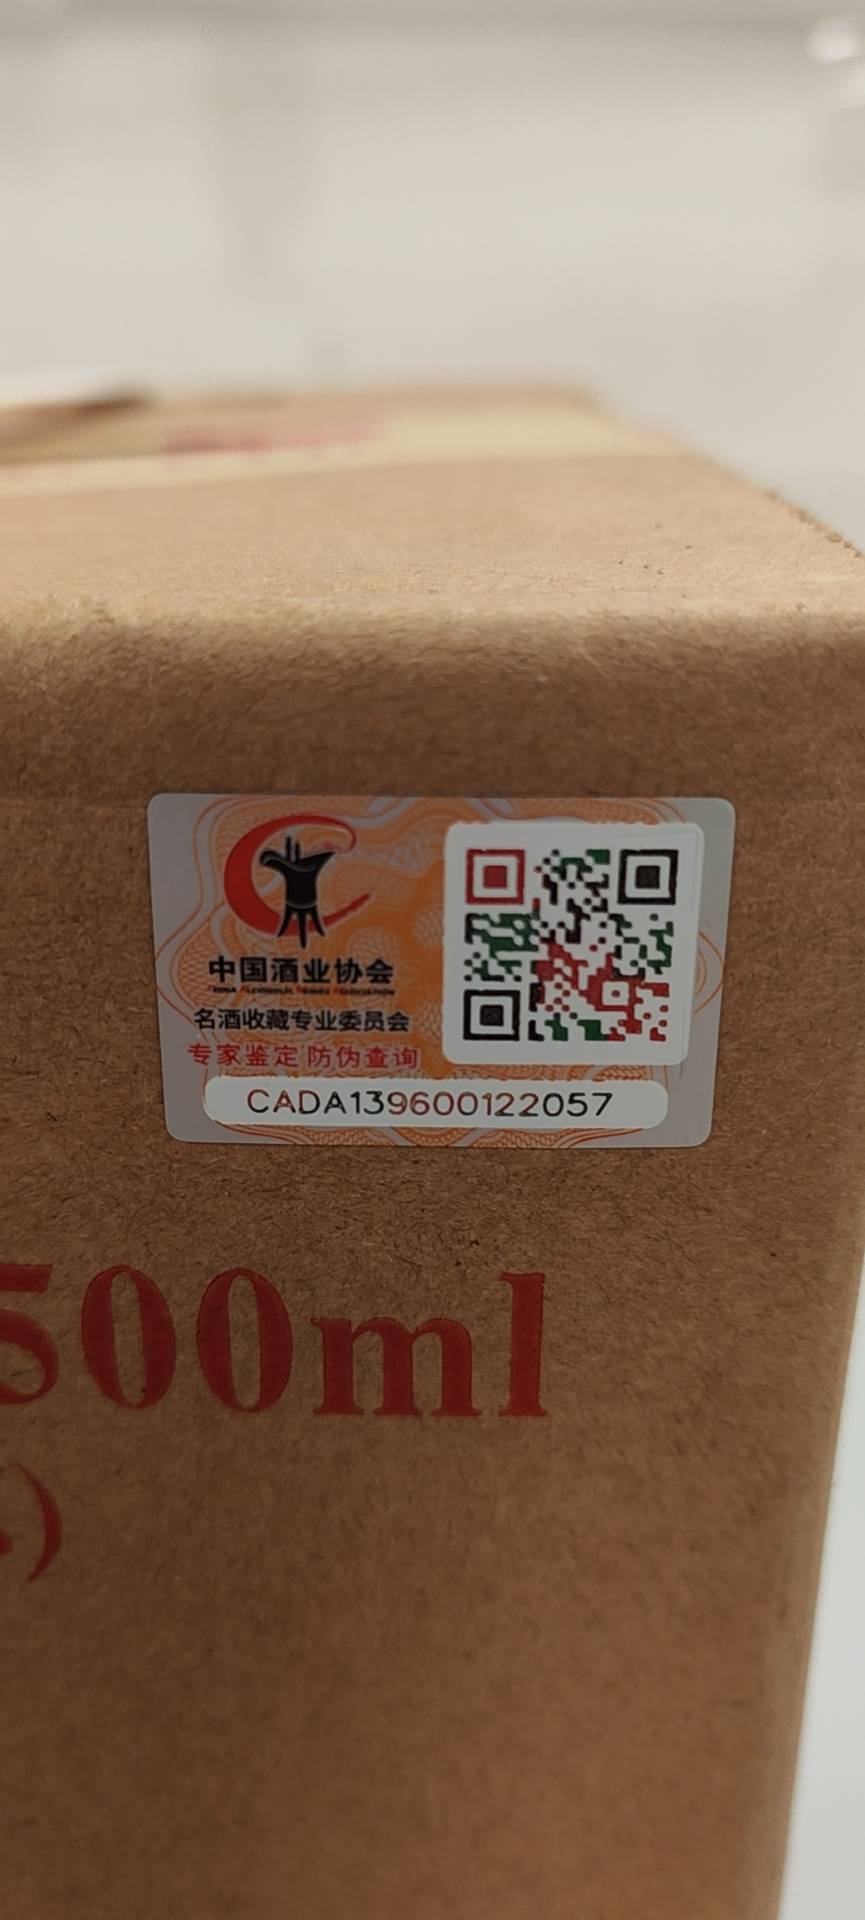 中国酒业协会
名酒收藏专业委员会
专家鉴定 防伪查询
CADA139600122057
500ml
)